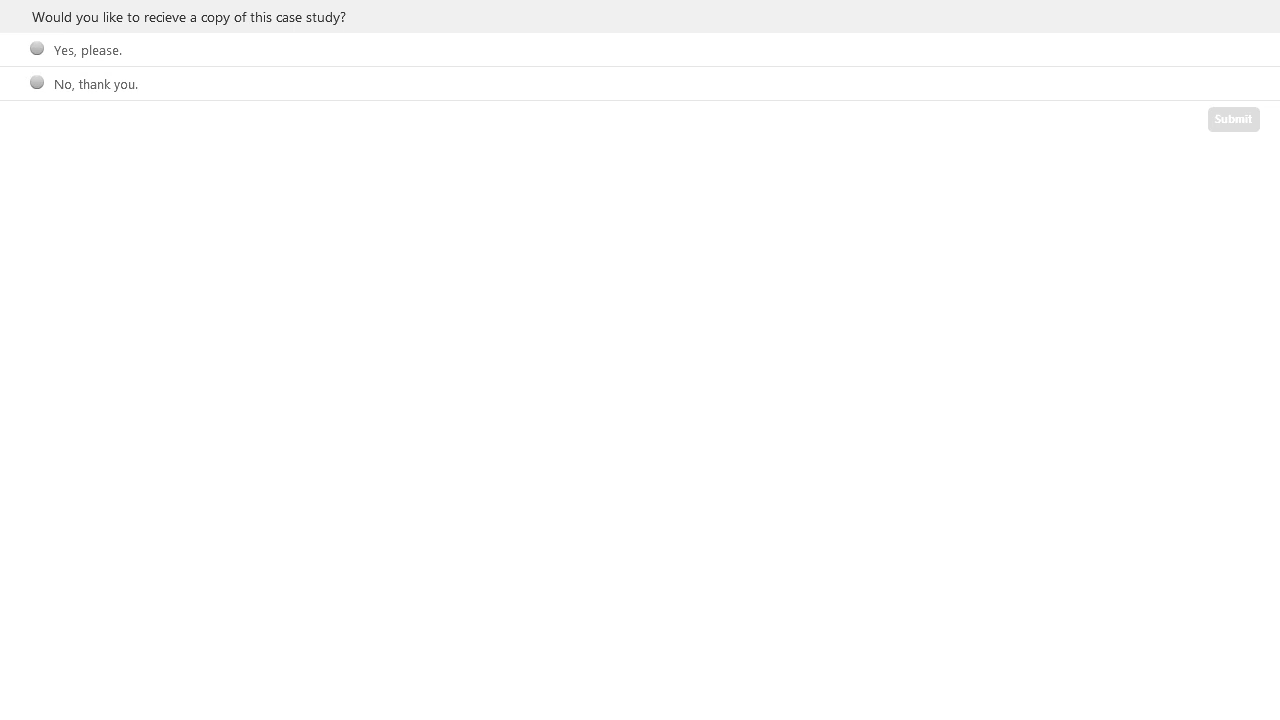 Would you like to recieve a copy of this case study?
Yes, please.
No, thank you.
Submit